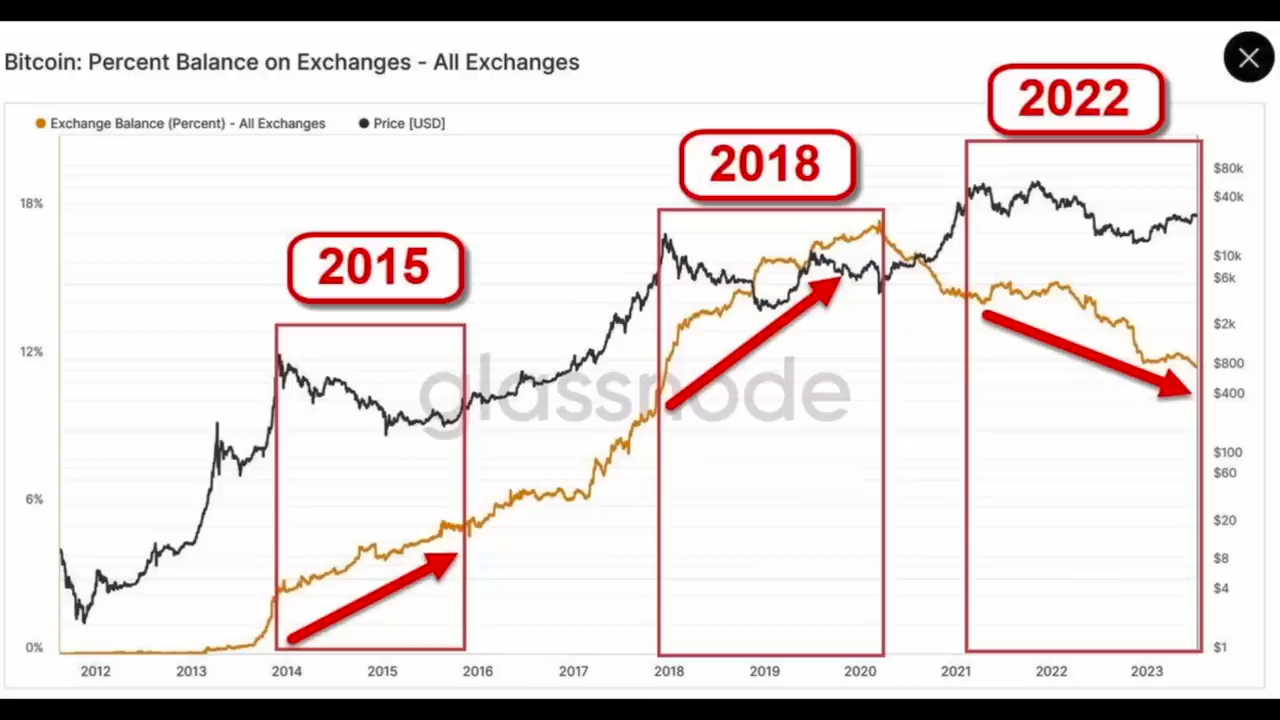 Bitcoin: Percent Balance on Exchanges - All Exchanges
Exchange Balance (Percent) - All Exchanges Price [USD]
2022
2018
2015
18%
12%
6%
0%
$80k
$40k
$10k
$6k
$2k
$800
$400
$100
$60
$20
$8
$4
$1
glassnode
2012 2013 2014 2015 2016 2017 2018 2019 2020 2021 2022 2023